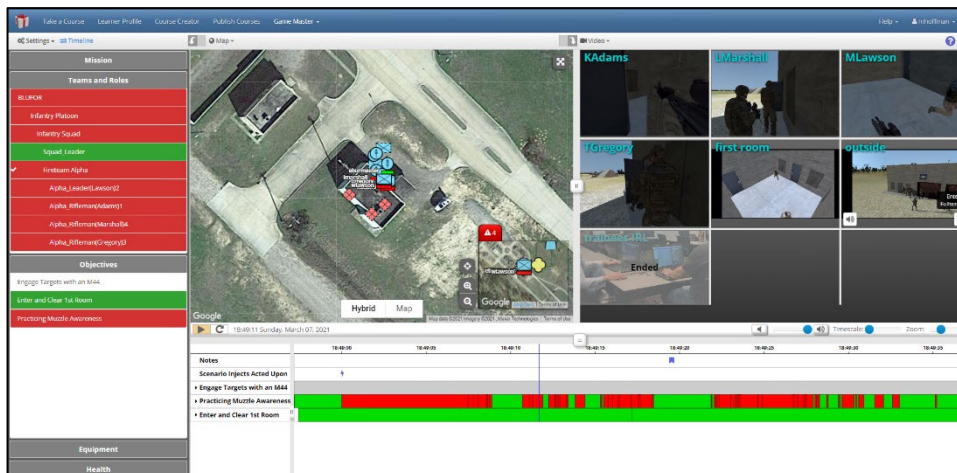 Take a Course Learner Profile Course Creator Publish Courses Game Master Help
Settings Timeline
Map
Video
Mission
Teams and Roles
BLUFOR
Infantry Platoon
Infantry Squad
Squad_Leader
Fireteam Alpha
Alpha_Leader(Lawson)2
Alpha_Rifleman(Adams)1
Alpha_Rifleman(Marshall)4
Alpha_Rifleman(Gregory)3
Objectives
Engage Targets with an M44
Enter and Clear 1st Room
Practicing Muzzle Awareness
Equipment
Health
4
Hybrid Map
Google
Google
KAdams
LMarshall
MLawson
TGregory
first room
outside
trainees IRL
Ended
18:49:11 Sunday, March 07, 2021
Timescale: Zoom:
18:49:00 18:49:05 18:49:10 18:49:15 18:49:20 18:49:25 18:49:30 18:49:35
Notes
Scenario Injects Acted Upon
Engage Targets with an M44
Practicing Muzzle Awareness
Enter and Clear 1st Room